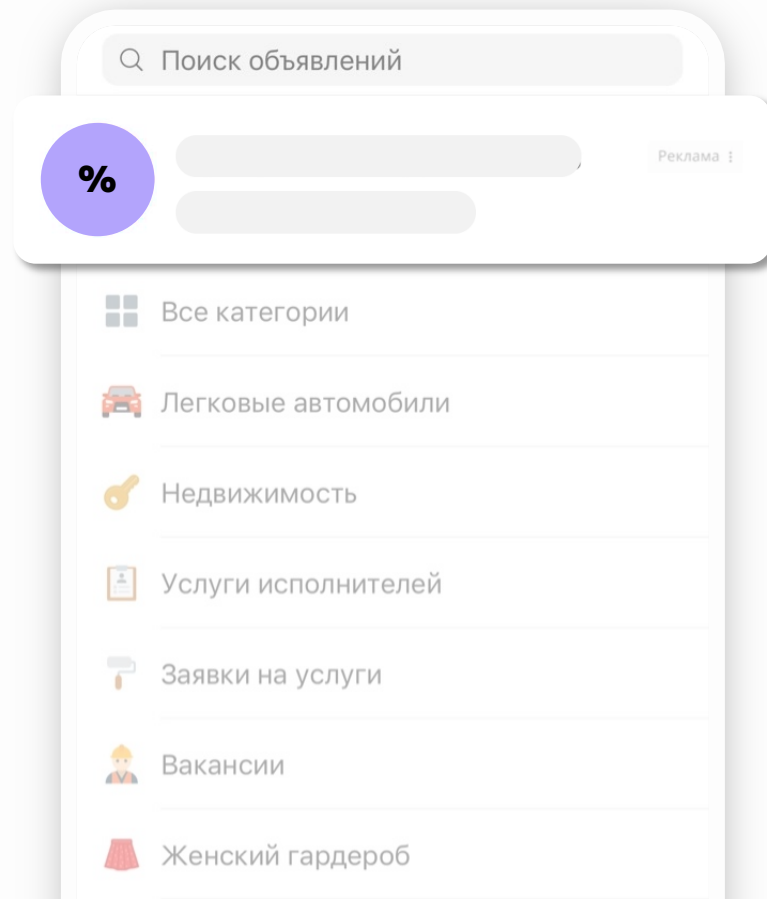 Поиск объявлений
%
Реклама
Все категории
Легковые автомобили
Недвижимость
Услуги исполнителей
Заявки на услуги
Вакансии
Женский гардероб